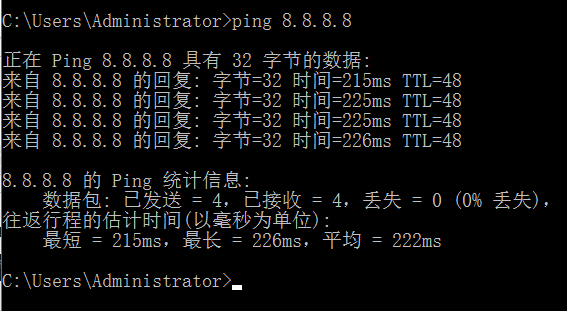 C:\Users\Administrator>ping 8.8.8.8
正在 Ping 8.8.8.8 具有 32 字节的数据:
来自 8.8.8.8 的回复: 字节=32 时间=215ms TTL=48
来自 8.8.8.8 的回复: 字节=32 时间=225ms TTL=48
来自 8.8.8.8 的回复: 字节=32 时间=225ms TTL=48
来自 8.8.8.8 的回复: 字节=32 时间=226ms TTL=48
8.8.8.8 的 Ping 统计信息:
数据包: 已发送 = 4，已接收 = 4，丢失 = 0 (0% 丢失)，
往返行程的估计时间(以毫秒为单位):
最短 = 215ms，最长 = 226ms，平均 = 222ms
C:\Users\Administrator>